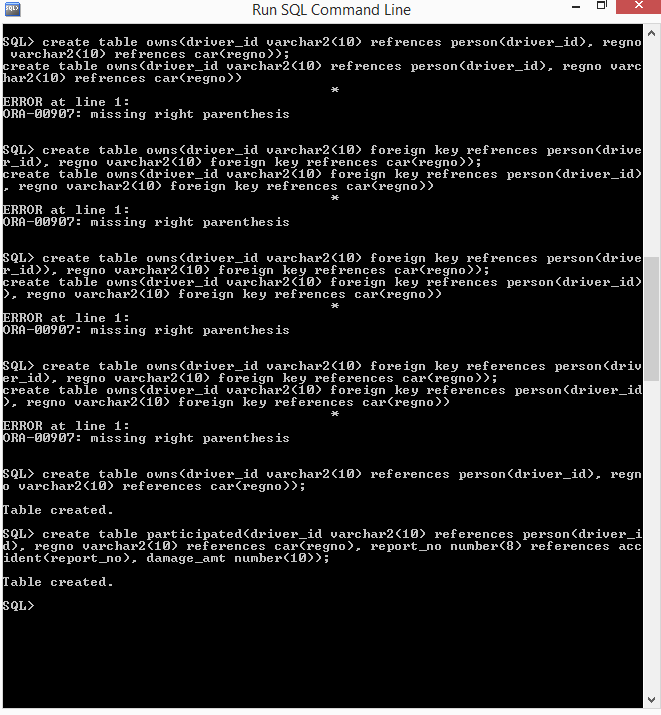 Run SQL Command Line
SQL> create table owns(driver_id varchar2(10) refrences person(driver_id), regno
 varchar2(10) refrences car(regno));
create table owns(driver_id varchar2(10) refrences person(driver_id), regno varc
har2(10) refrences car(regno))
*
ERROR at line 1:
ORA-00907: missing right parenthesis
SQL> create table owns(driver_id varchar2(10) foreign key refrences person(drive
r_id), regno varchar2(10) foreign key refrences car(regno));
create table owns(driver_id varchar2(10) foreign key refrences person(driver_id)
, regno varchar2(10) foreign key refrences car(regno))
*
ERROR at line 1:
ORA-00907: missing right parenthesis
SQL> create table owns(driver_id varchar2(10) foreign key refrences person(drive
r_id)), regno varchar2(10) foreign key refrences car(regno));
create table owns(driver_id varchar2(10) foreign key refrences person(driver_id)
), regno varchar2(10) foreign key refrences car(regno))
*
ERROR at line 1:
ORA-00907: missing right parenthesis
SQL> create table owns(driver_id varchar2(10) foreign key references person(driv
er_id), regno varchar2(10) foreign key references car(regno));
create table owns(driver_id varchar2(10) foreign key references person(driver_id
), regno varchar2(10) foreign key references car(regno))
*
ERROR at line 1:
ORA-00907: missing right parenthesis
SQL> create table owns(driver_id varchar2(10) references person(driver_id), regn
o varchar2(10) references car(regno));
Table created.
SQL> create table participated(driver_id varchar2(10) references person(driver_i
d), regno varchar2(10) references car(regno), report_no number(8) references acc
ident(report_no), damage_amt number(10));
Table created.
SQL>